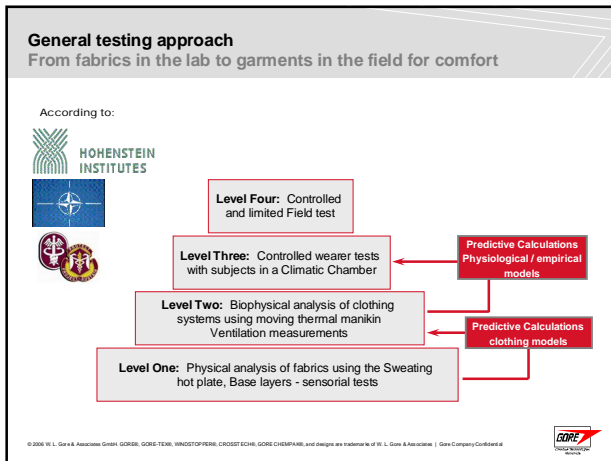 General testing approach
From fabrics in the lab to garments in the field for comfort
According to:
HOHENSTEIN
INSTITUTES
Level Four: Controlled
and limited Field test
Level Three: Controlled wearer tests
with subjects in a Climatic Chamber
Predictive Calculations
Physiological / empirical
models
Level Two: Biophysical analysis of clothing
systems using moving thermal manikin
Ventilation measurements
Predictive Calculations
clothing models
Level One: Physical analysis of fabrics using the Sweating
hot plate, Base layers - sensorial tests
© 2006 W. L. Gore & Associates GmbH. GORE®, GORE-TEX®, WINDSTOPPER®, CROSSTECH®, GORE CHEMPAK®, and designs are trademarks of W. L. Gore & Associates | Gore Company Confidential
GORE